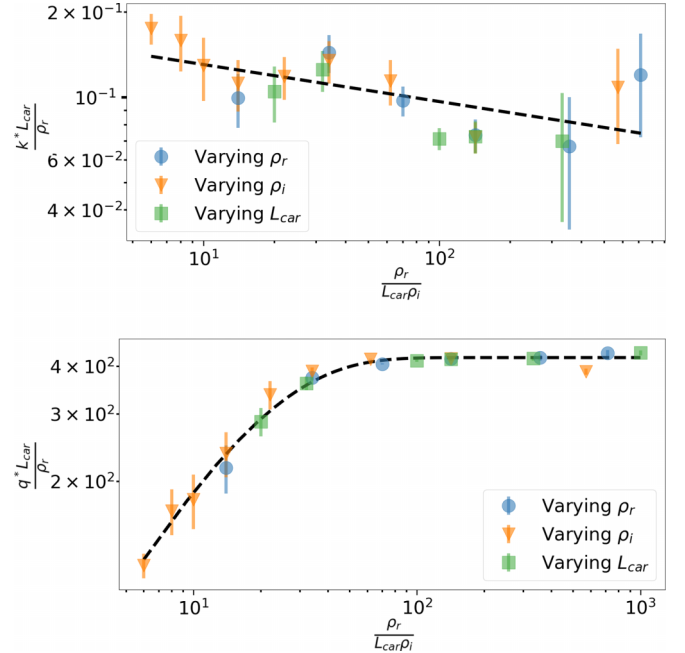 2 × 10⁻¹
10⁻¹
6 × 10⁻²
4 × 10⁻²
k* L_car / ρ_r
Varying ρ_r
Varying ρ_i
Varying L_car
10¹ 10²
ρ_r / L_car ρ_i
4 × 10²
3 × 10²
2 × 10²
q* L_car / ρ_r
Varying ρ_r
Varying ρ_i
Varying L_car
10¹ 10² 10³
ρ_r / L_car ρ_i